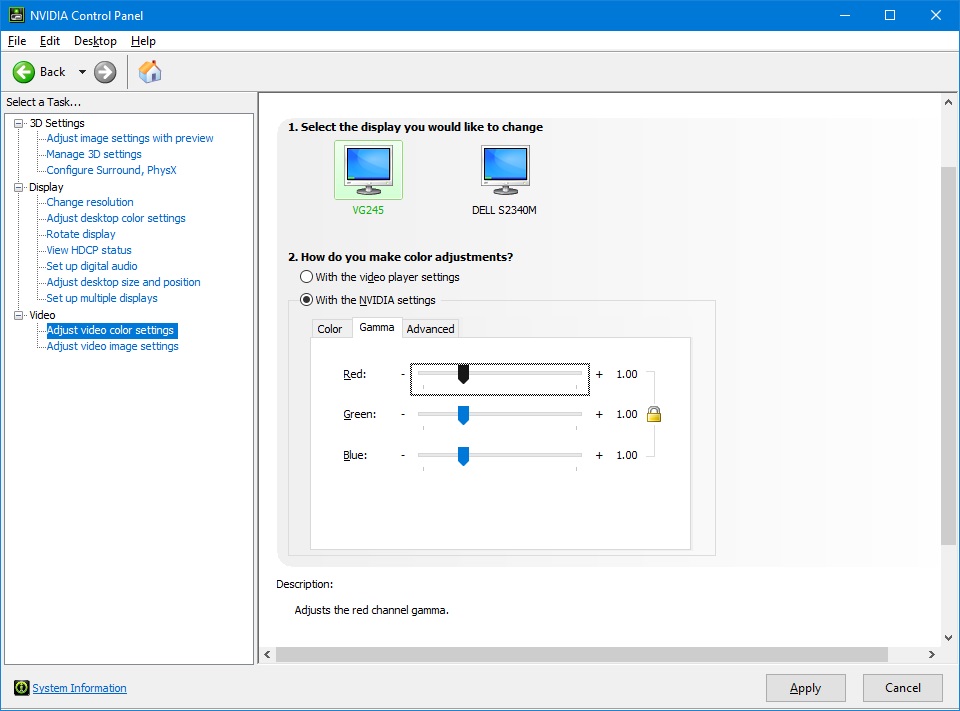 NVIDIA Control Panel
File Edit Desktop Help
Back
Select a Task...
3D Settings
Adjust image settings with preview
Manage 3D settings
Configure Surround, PhysX
Display
Change resolution
Adjust desktop color settings
Rotate display
View HDCP status
Set up digital audio
Adjust desktop size and position
Set up multiple displays
Video
Adjust video color settings
Adjust video image settings
1. Select the display you would like to change
VG245 DELL S2340M
2. How do you make color adjustments?
With the video player settings
With the NVIDIA settings
Color Gamma Advanced
Red: - + 1.00
Green: - + 1.00
Blue: - + 1.00
Description:
Adjusts the red channel gamma.
System Information
Apply Cancel